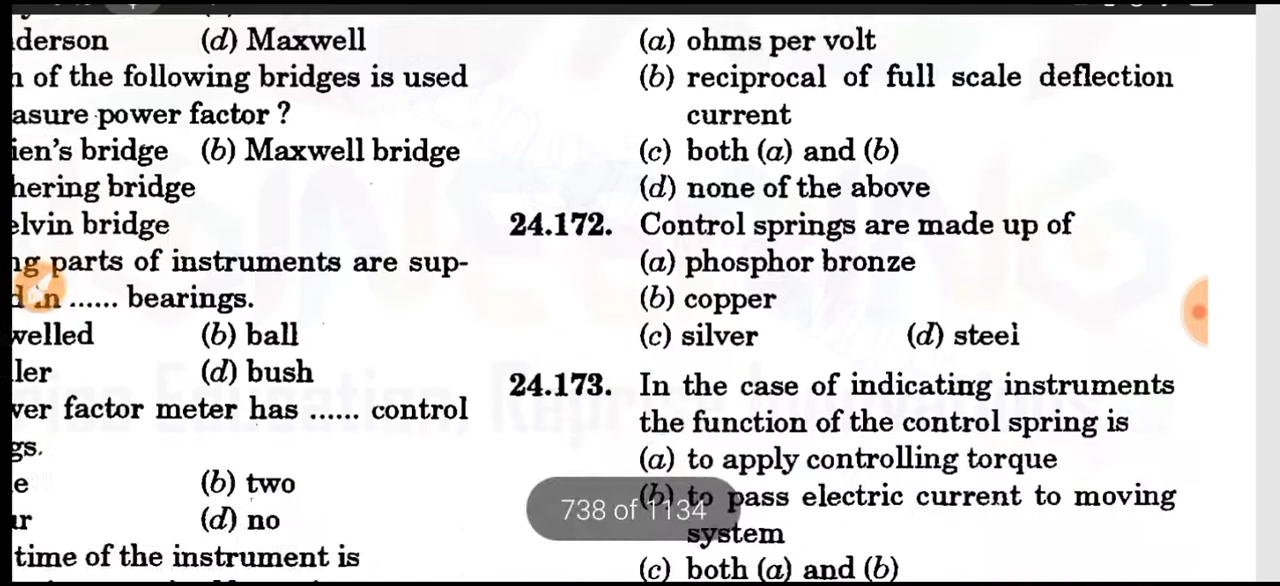 derson (d) Maxwell
of the following bridges is used
asure power factor ?
ien's bridge (b) Maxwell bridge
hering bridge
elvin bridge
parts of instruments are sup-
...... bearings.
welled (b) ball
ler (d) bush
ver factor meter has ...... control
gs.
e (b) two
ur (d) no
time of the instrument is
(a) ohms per volt
(b) reciprocal of full scale deflection
current
(c) both (a) and (b)
(d) none of the above
24.172. Control springs are made up of
(a) phosphor bronze
(b) copper
(c) silver (d) steel
24.173. In the case of indicating instruments
the function of the control spring is
(a) to apply controlling torque
(b) to pass electric current to moving
system
(c) both (a) and (b)
738 of 1134